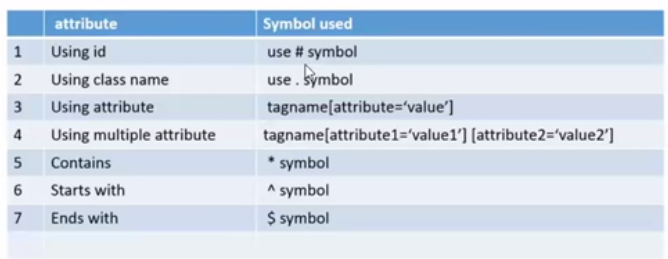 attribute Symbol used
1 Using id use # symbol
2 Using class name use . symbol
3 Using attribute tagname[attribute=‘value’]
4 Using multiple attribute tagname[attribute1=‘value1’] [attribute2=‘value2’]
5 Contains * symbol
6 Starts with ^ symbol
7 Ends with $ symbol